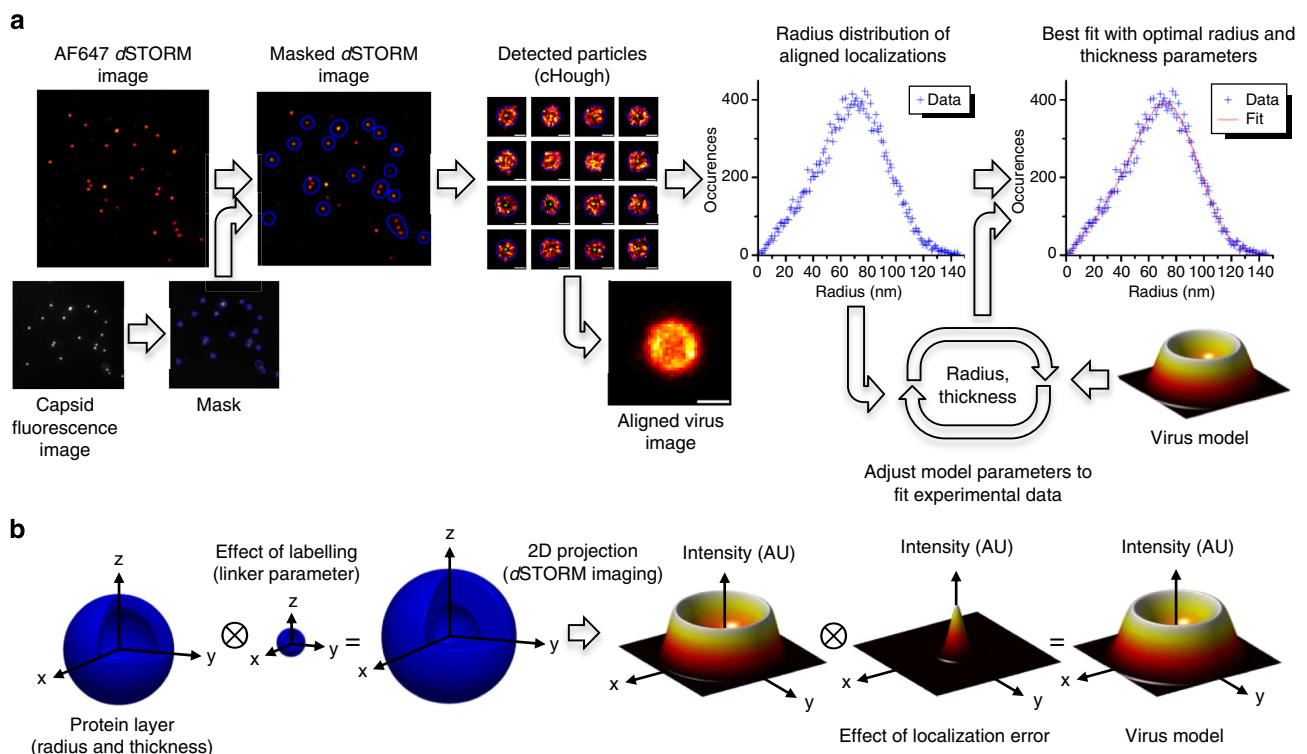 a
AF647 dSTORM
image
Masked dSTORM
image
Detected particles
(cHough)
Radius distribution of
aligned localizations
Best fit with optimal radius and
thickness parameters
Capsid
fluorescence
image
Mask
Aligned virus
image
400
200
0
Occurences
0 20 40 60 80 100 120 140
Radius (nm)
Data
400
200
0
Occurences
0 20 40 60 80 100 120 140
Radius (nm)
Data
Fit
Radius,
thickness
Virus model
Adjust model parameters to
fit experimental data
b
z
x
y
Protein layer
(radius and thickness)
Effect of labelling
(linker parameter)
z
x
y
=
z
x
y
2D projection
(dSTORM imaging)
Intensity (AU)
x
y
Intensity (AU)
x
y
Effect of localization error
=
Intensity (AU)
x
y
Virus model